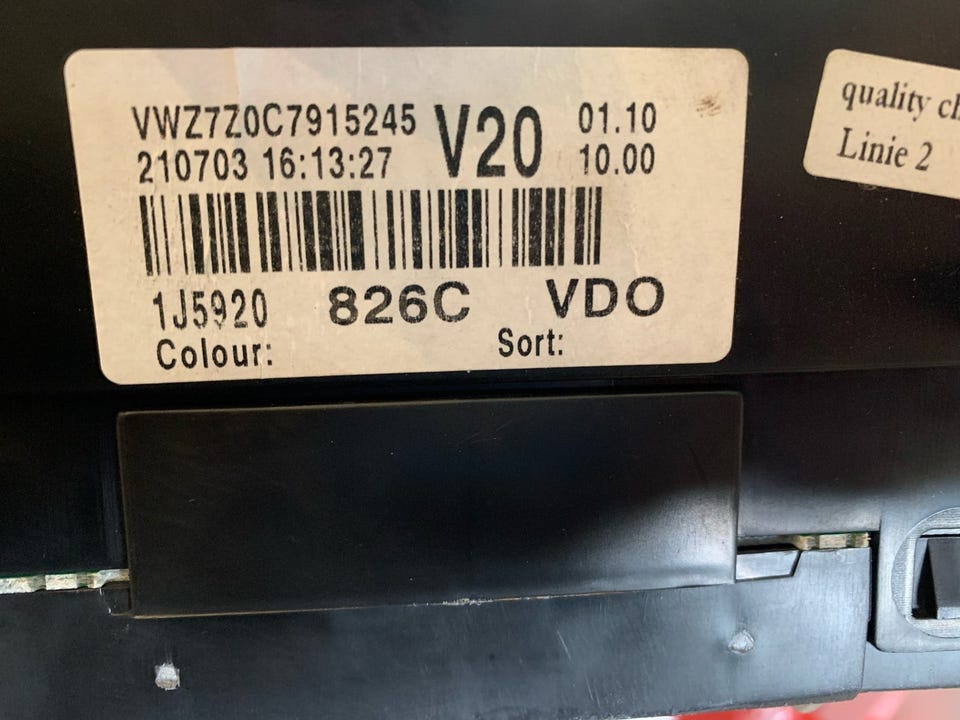 VWZ7Z0C7915245 V20 01.10
210703 16:13:27 10.00
1J5920 826C VDO
Colour: Sort:
quality
Linie 2